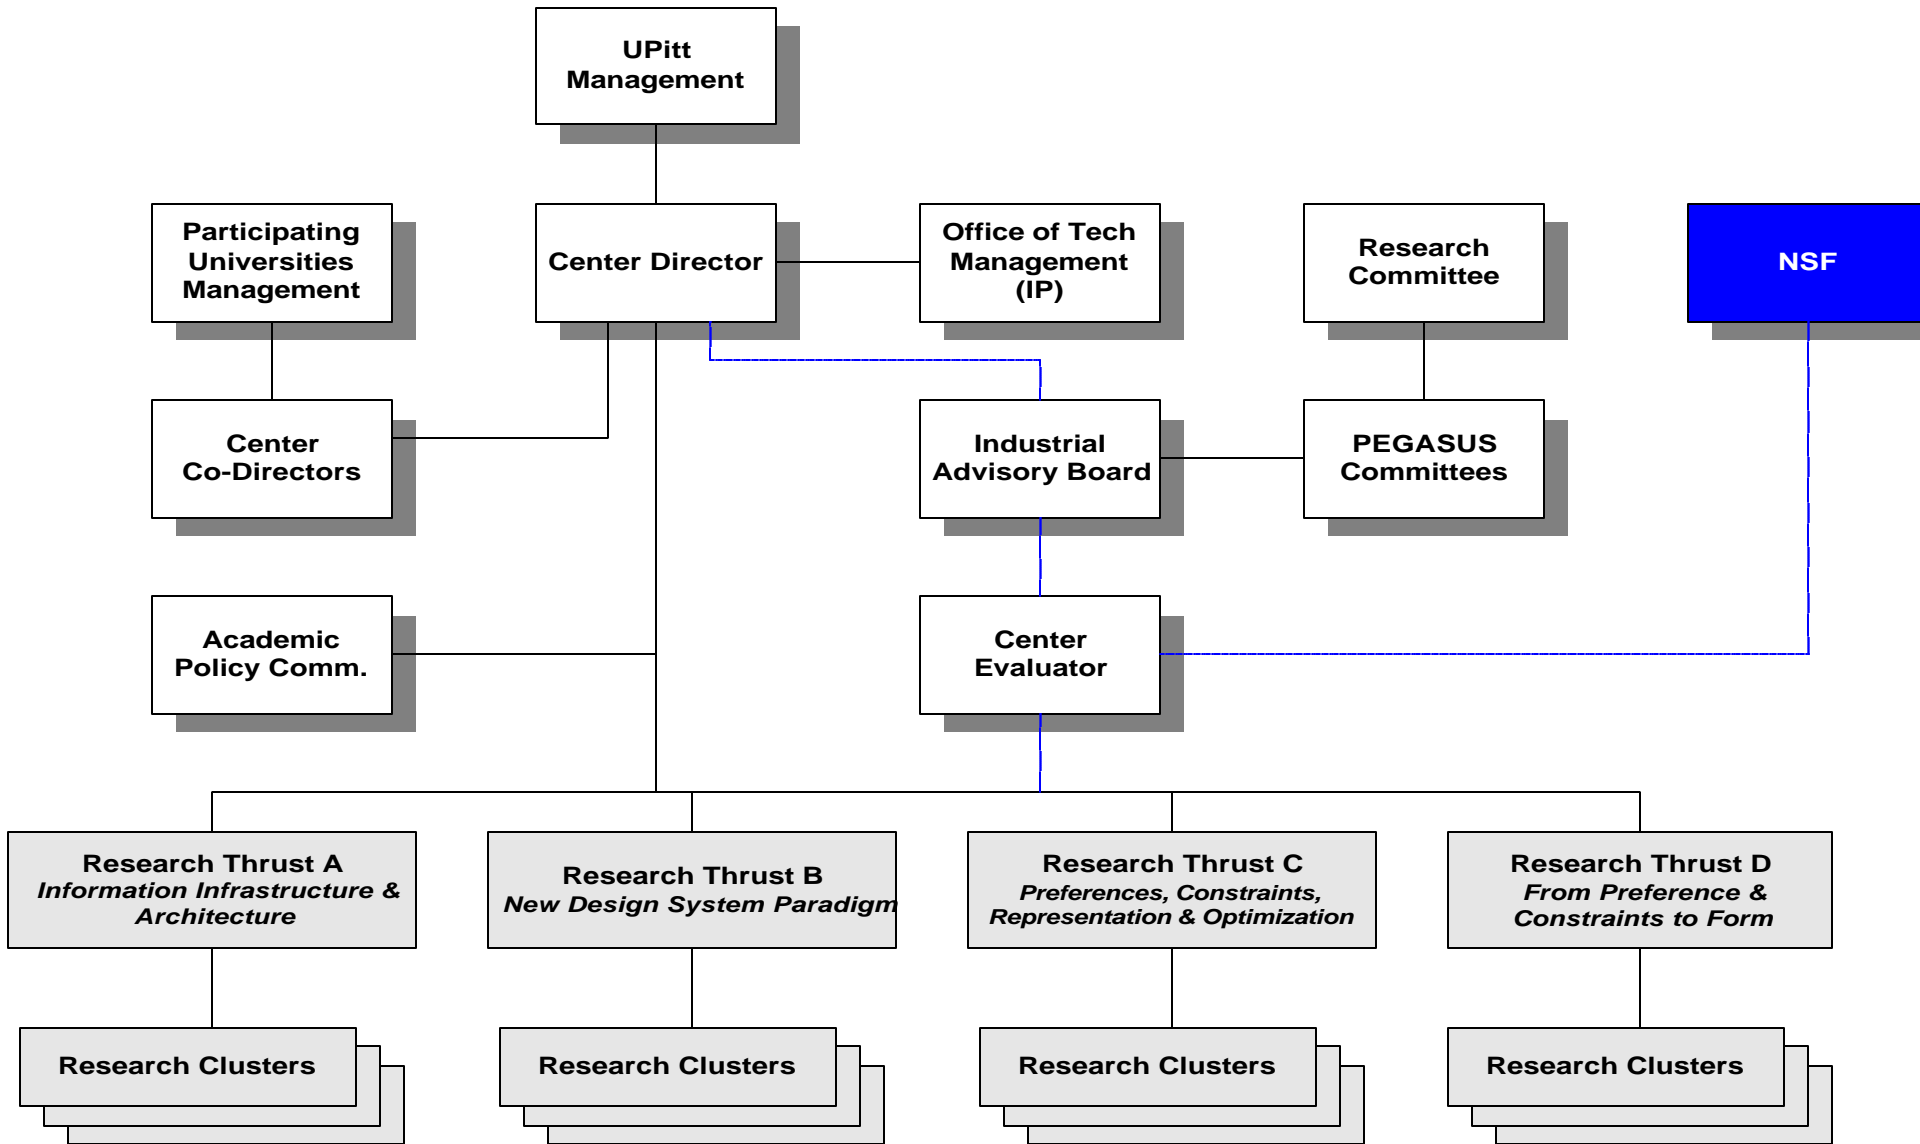 UPitt
Management
Participating
Universities
Management
Center Director
Office of Tech
Management
(IP)
Research
Committee
NSF
Center
Co-Directors
Industrial
Advisory Board
PEGASUS
Committees
Academic
Policy Comm.
Center
Evaluator
Research Thrust A
Information Infrastructure &
Architecture
Research Thrust B
New Design System Paradigm
Research Thrust C
Preferences, Constraints,
Representation & Optimization
Research Thrust D
From Preference &
Constraints to Form
Research Clusters
Research Clusters
Research Clusters
Research Clusters